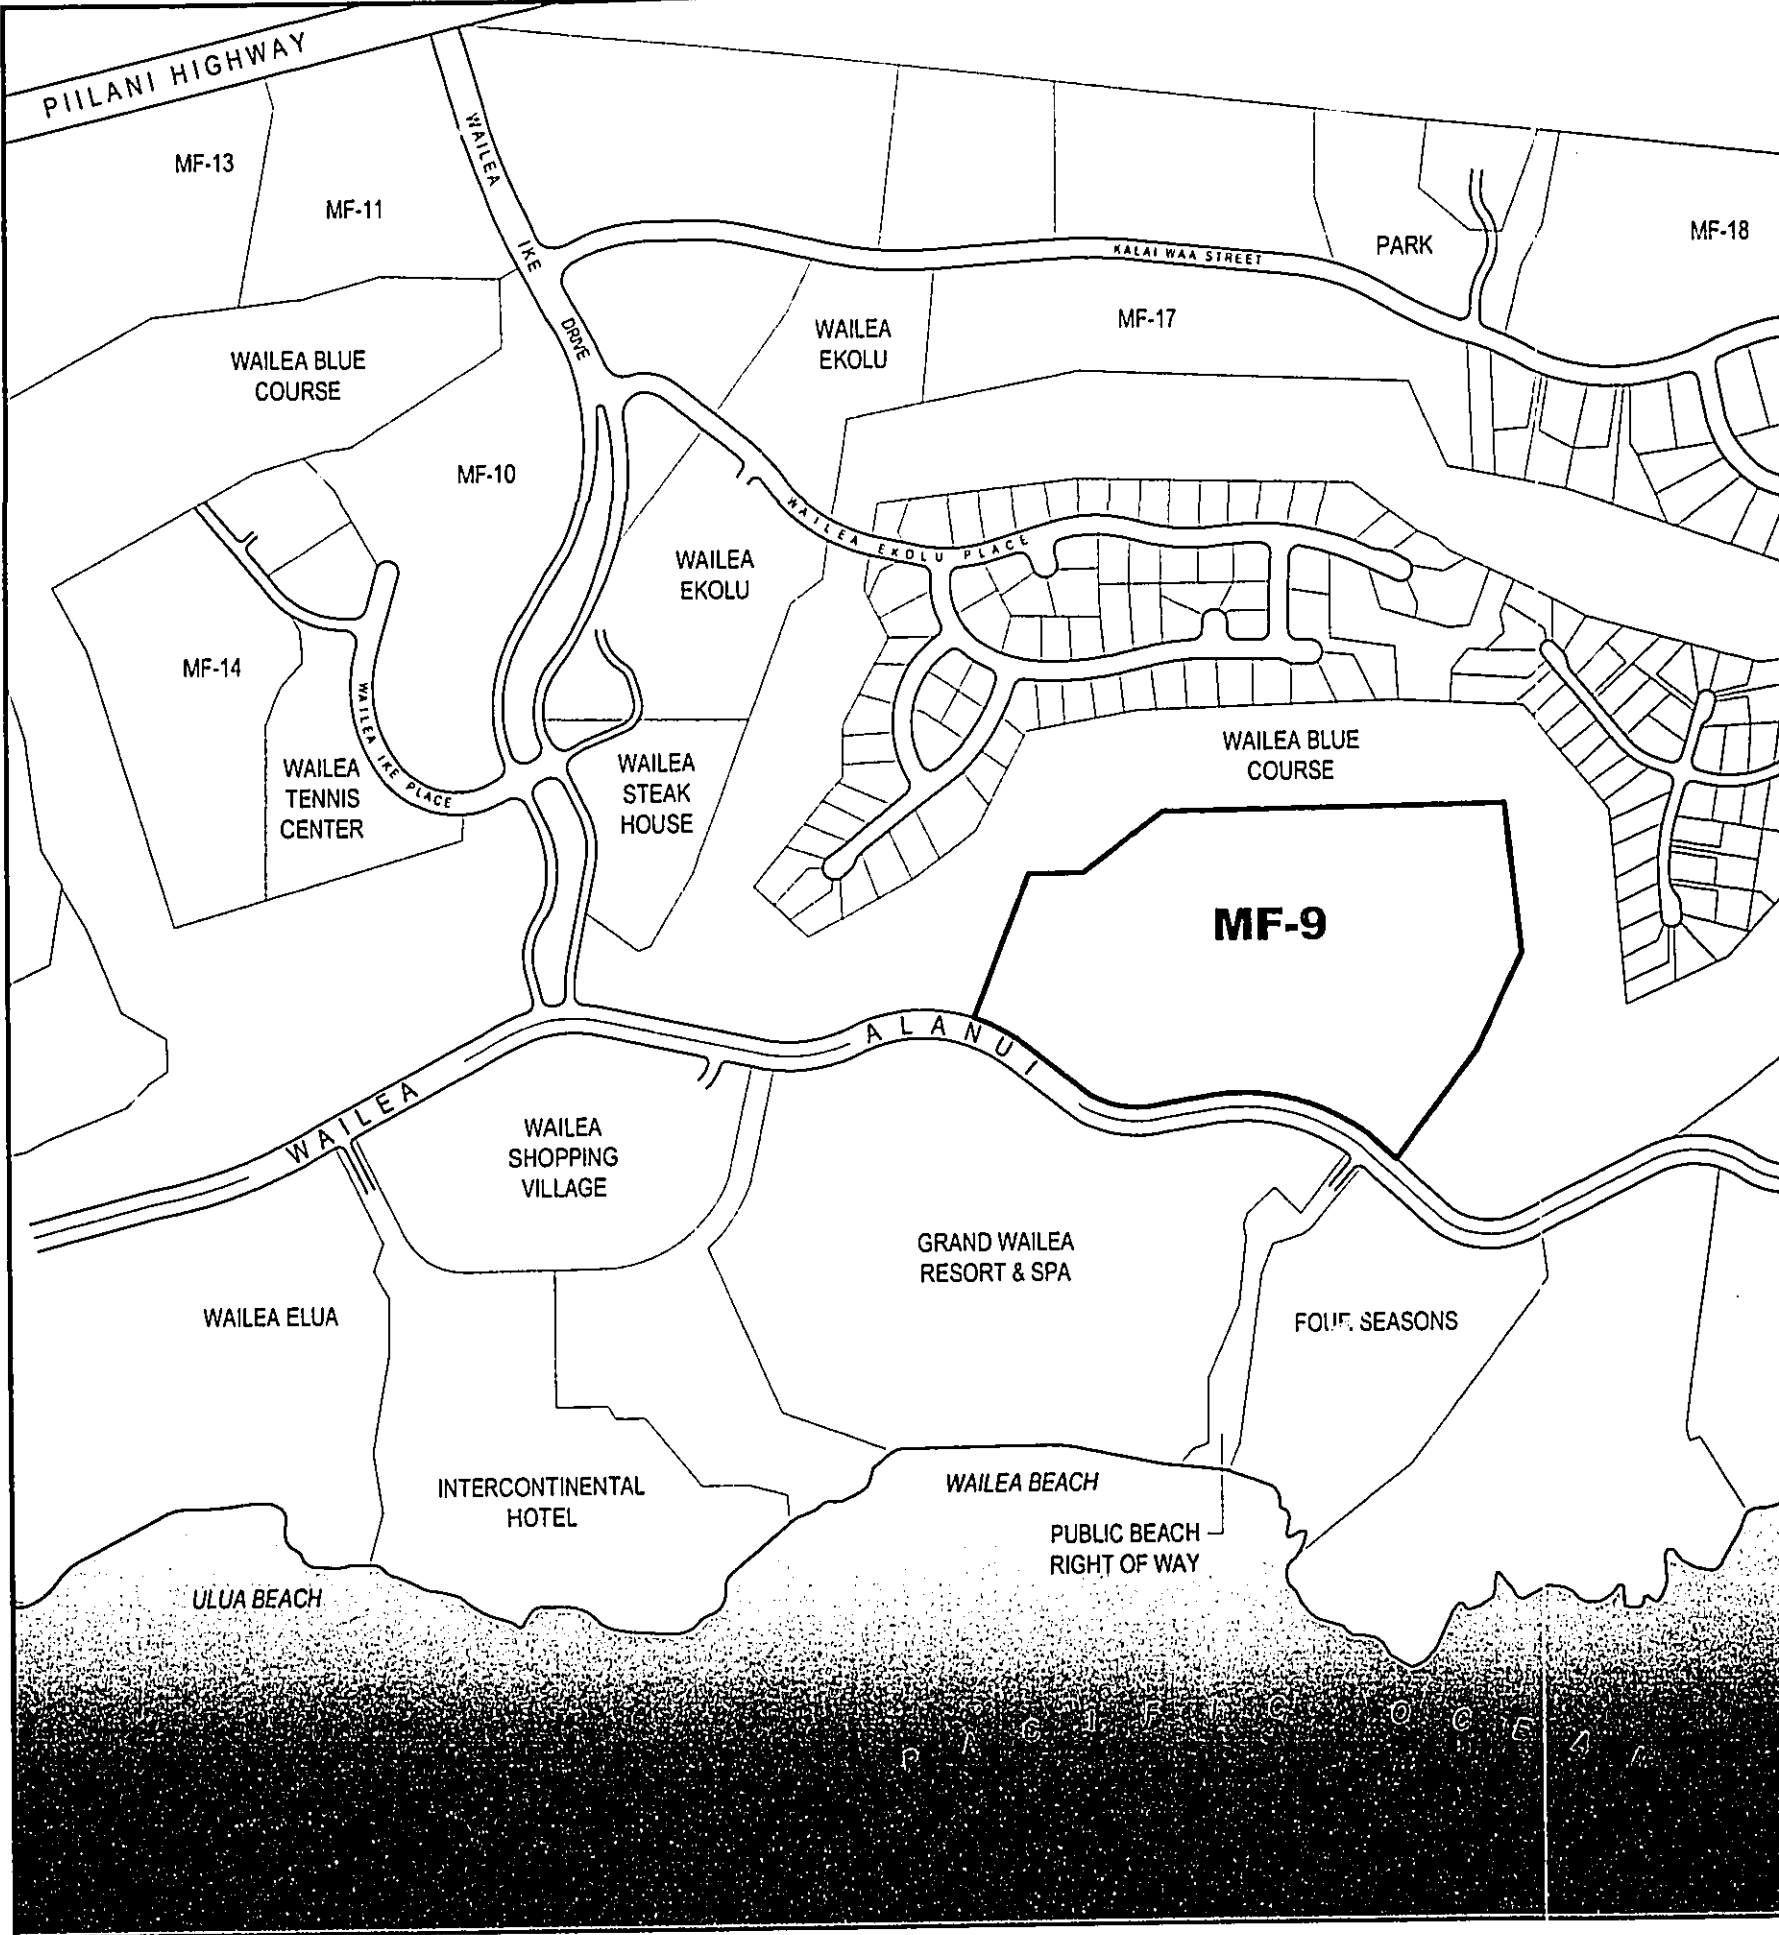 PIILANI HIGHWAY
MF-13
MF-11
WAILEA IKE DRIVE
KALAI WAA STREET
PARK
MF-18
WAILEA
EKOLU
MF-17
WAILEA BLUE
COURSE
MF-10
WAILEA EKOLU PLACE
WAILEA
EKOLU
MF-14
WAILEA IKE PLACE
WAILEA
TENNIS
CENTER
WAILEA
STEAK
HOUSE
WAILEA BLUE
COURSE
MF-9
WAILEA ALANUI
WAILEA
SHOPPING
VILLAGE
GRAND WAILEA
RESORT & SPA
WAILEA ELUA
FOUR SEASONS
INTERCONTINENTAL
HOTEL
WAILEA BEACH
PUBLIC BEACH
RIGHT OF WAY
ULUA BEACH
PACIFIC OCEAN